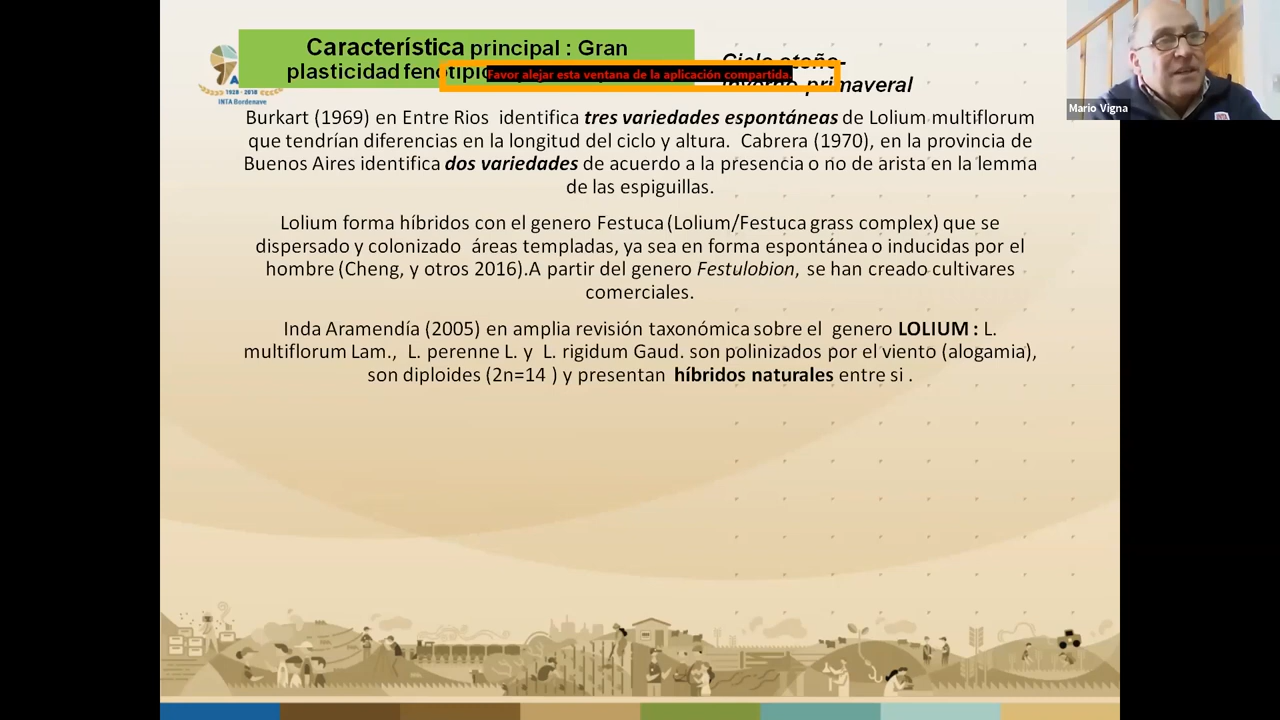 Característica principal : Gran
plasticidad fenotípic
Favor alejar esta ventana de la aplicación compartida.
Ciclo otoño-
inverno-primaveral
Mario Vigna
1928 - 2018
INTA Bordenave
Burkart (1969) en Entre Rios identifica tres variedades espontáneas de Lolium multiflorum
que tendrían diferencias en la longitud del ciclo y altura. Cabrera (1970), en la provincia de
Buenos Aires identifica dos variedades de acuerdo a la presencia o no de arista en la lemma
de las espiguillas.
Lolium forma híbridos con el genero Festuca (Lolium/Festuca grass complex) que se
dispersado y colonizado áreas templadas, ya sea en forma espontánea o inducidas por el
hombre (Cheng, y otros 2016).A partir del genero Festulobion, se han creado cultivares
comerciales.
Inda Aramendía (2005) en amplia revisión taxonómica sobre el genero LOLIUM : L.
multiflorum Lam., L. perenne L. y L. rigidum Gaud. son polinizados por el viento (alogamia),
son diploides (2n=14 ) y presentan híbridos naturales entre si .